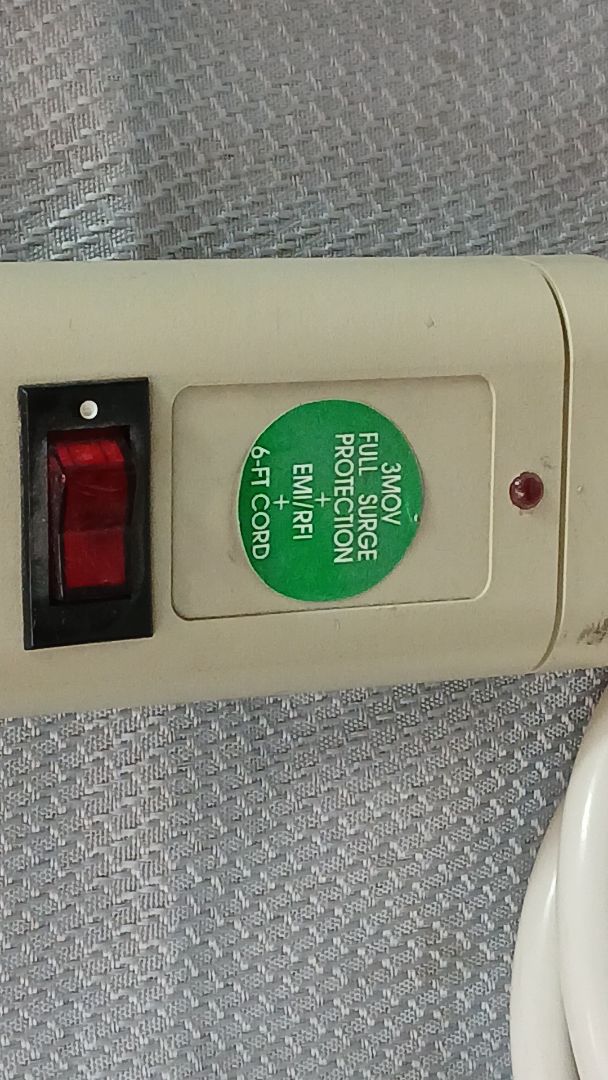 3MOV
FULL SURGE
PROTECTION
+
EMI/RFI
+
6-FT CORD